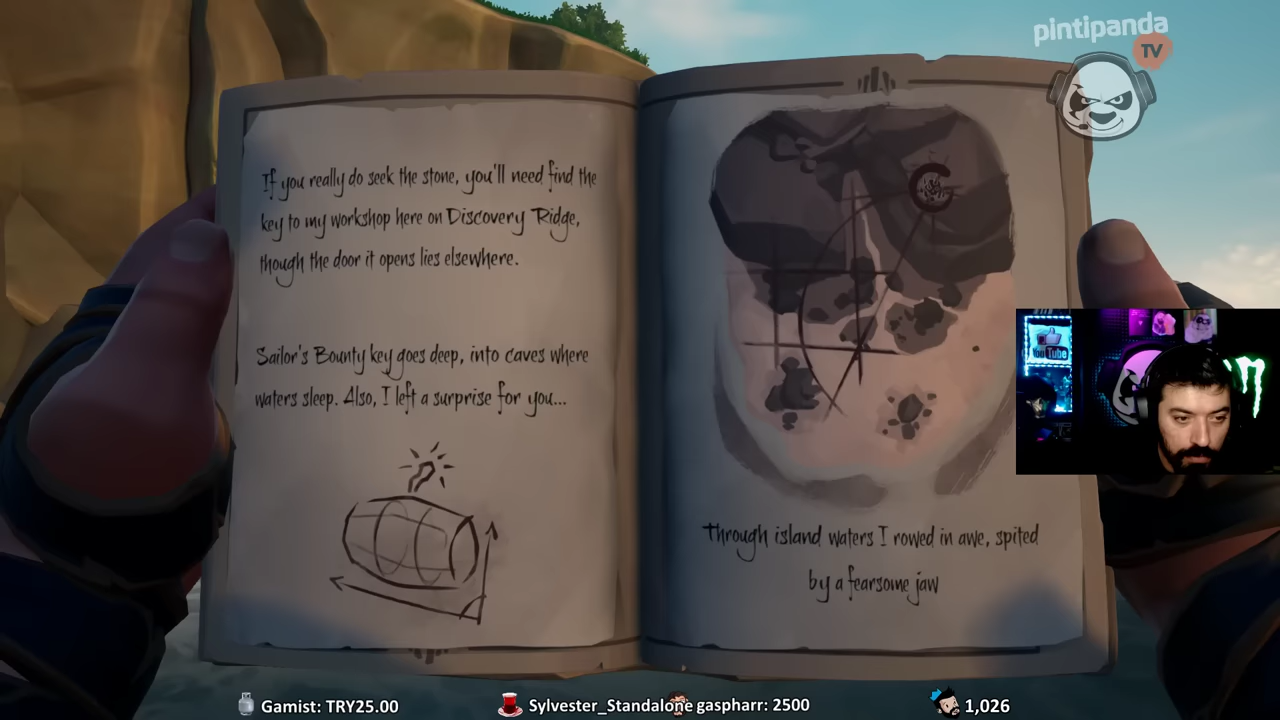 pintipanda
TV
If you really do seek the stone, you'll need find the
key to my workshop here on Discovery Ridge,
though the door it opens lies elsewhere.
Sailor's Bounty key goes deep, into caves where
waters sleep. Also, I left a surprise for you...
Through island waters I rowed in awe, spited
by a fearsome jaw
YouTube
Gamist: TRY25.00
Sylvester_Standalone gaspharr: 2500
1,026